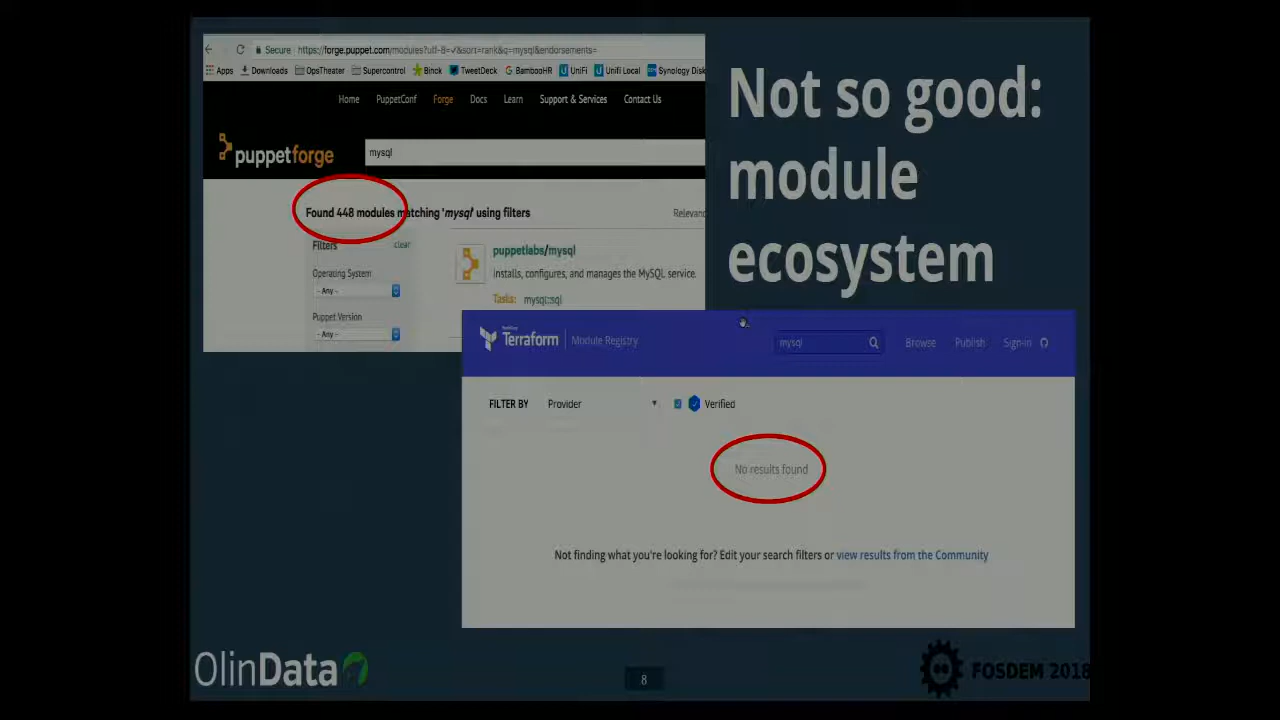 Secure https://forge.puppet.com/modules?utf-8=✓&sort=rank&q=mysql&endorsements=
Apps Downloads OpsTheater Supercontrol Binck TweetDeck BambooHR UniFi Unifi Local Synology Disk
Home PuppetConf Forge Docs Learn Support & Services Contact Us
puppetforge
mysql
Found 448 modules matching 'mysql' using filters
Relevanc
Filters
clear
Operating System
- Any -
Puppet Version
- Any -
puppetlabs/mysql
Installs, configures, and manages the MySQL service.
Tasks: mysql::sql
Not so good:
module
ecosystem
Terraform Module Registry
mysql
Browse Publish Sign-in
FILTER BY Provider Verified
No results found
Not finding what you're looking for? Edit your search filters or view results from the Community
OlinData
8
FOSDEM 2018